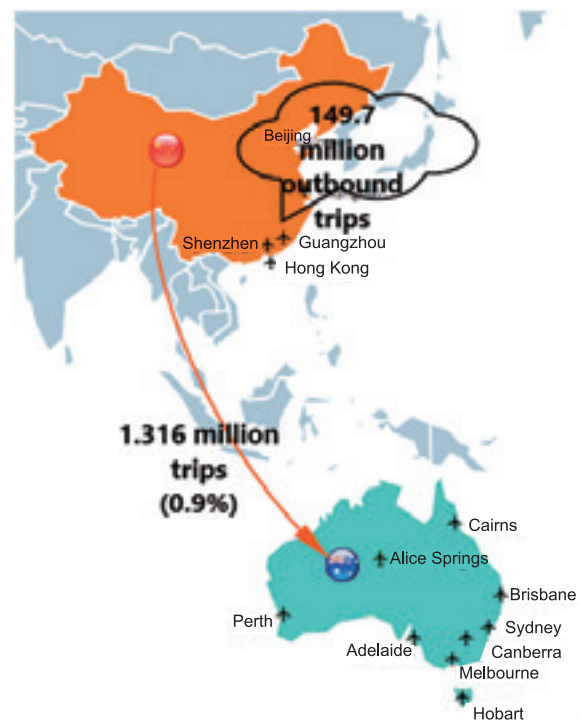 149.7
Beijing
million
outbound
trips
Shenzhen
Guangzhou
Hong Kong
1.316 million
trips
(0.9%)
Cairns
Alice Springs
Brisbane
Perth
Sydney
Adelaide
Canberra
Melbourne
Hobart